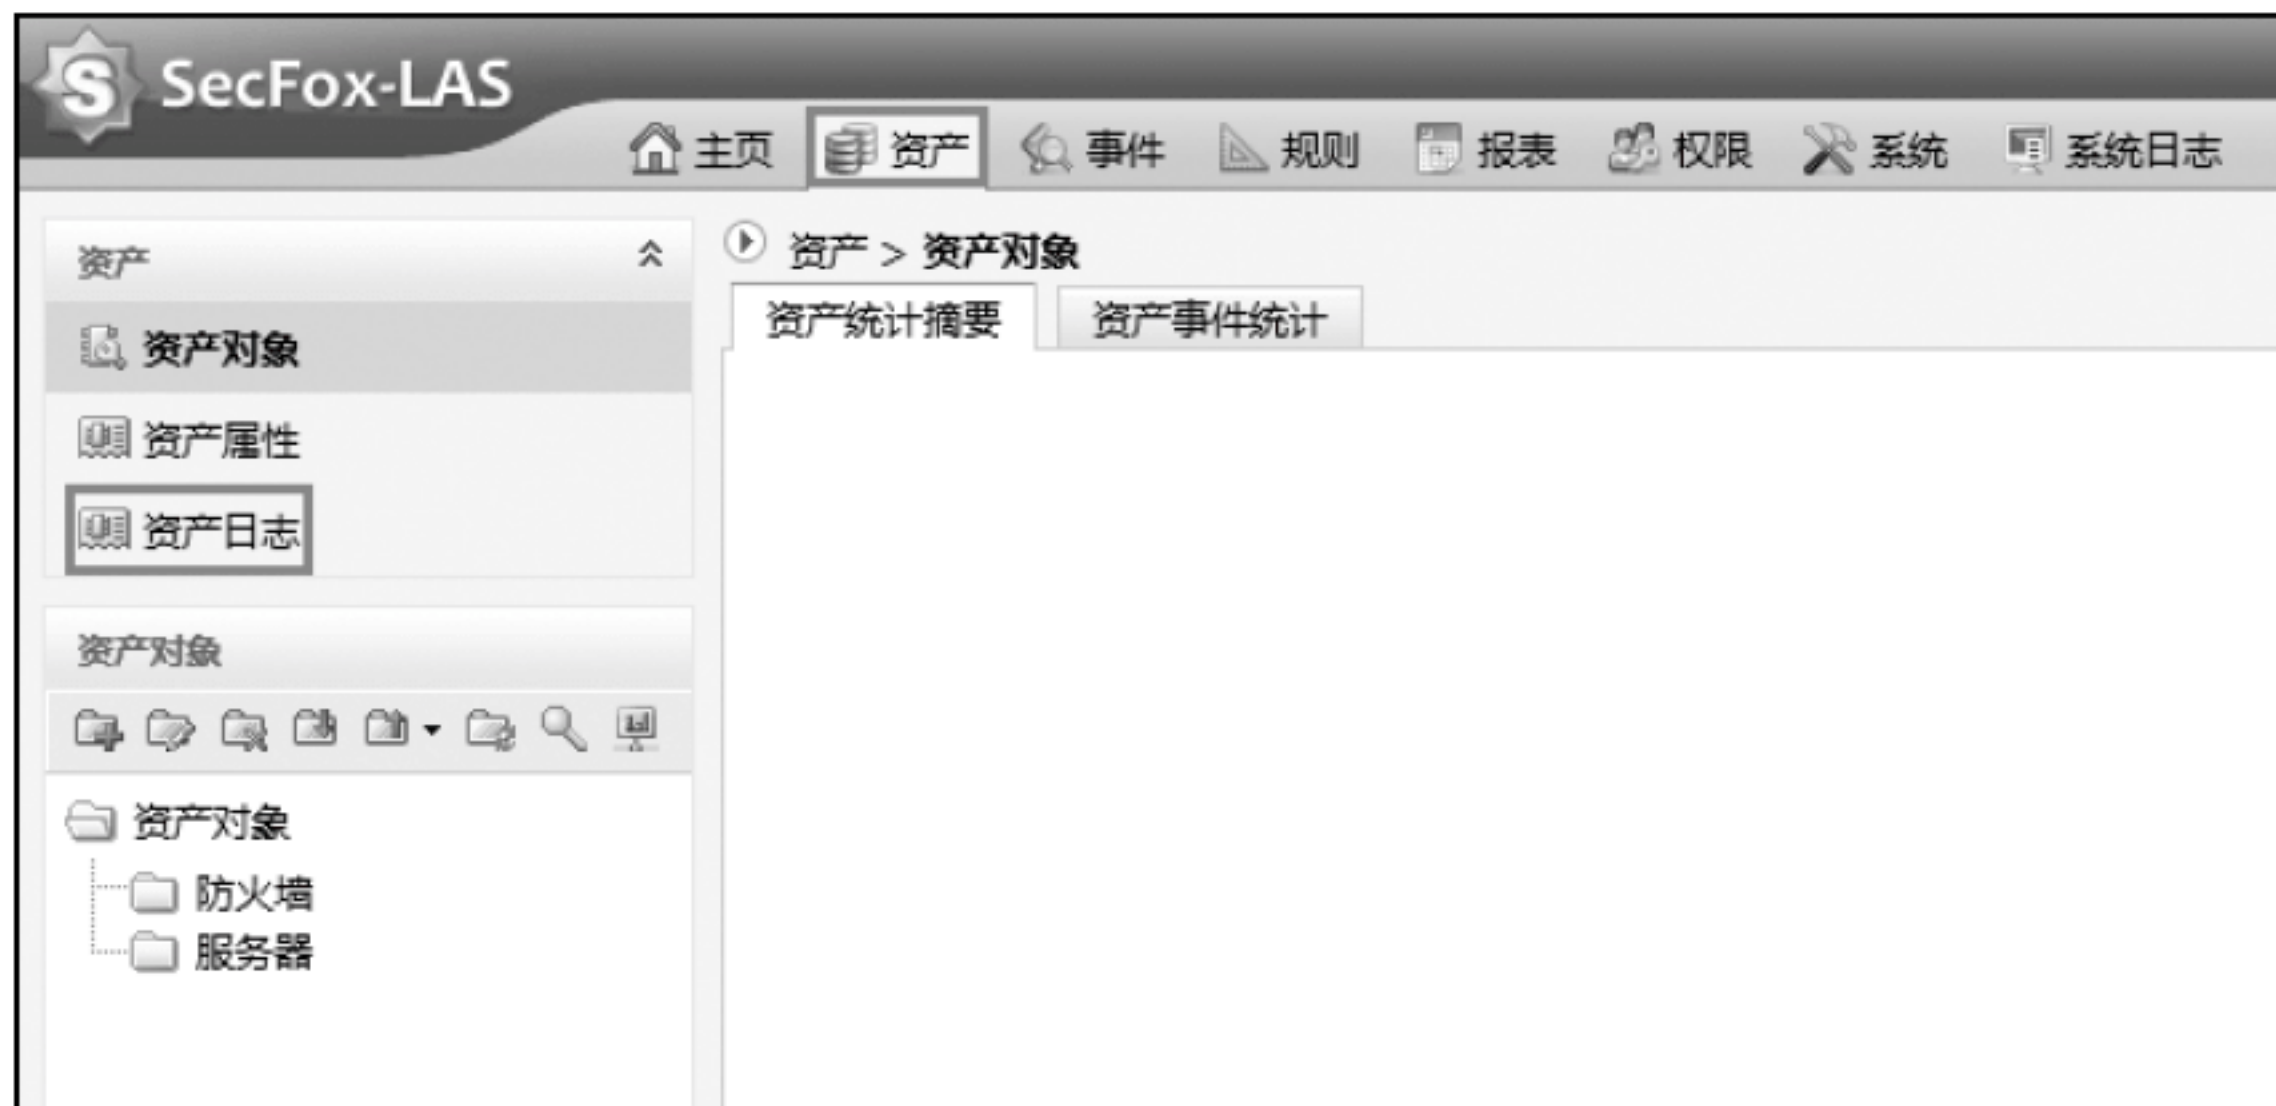 SecFox-LAS
主页 资产 事件 规则 报表 权限 系统 系统日志
资产
资产 > 资产对象
资产统计摘要 资产事件统计
资产对象
资产属性
资产日志
资产对象
资产对象
防火墙
服务器